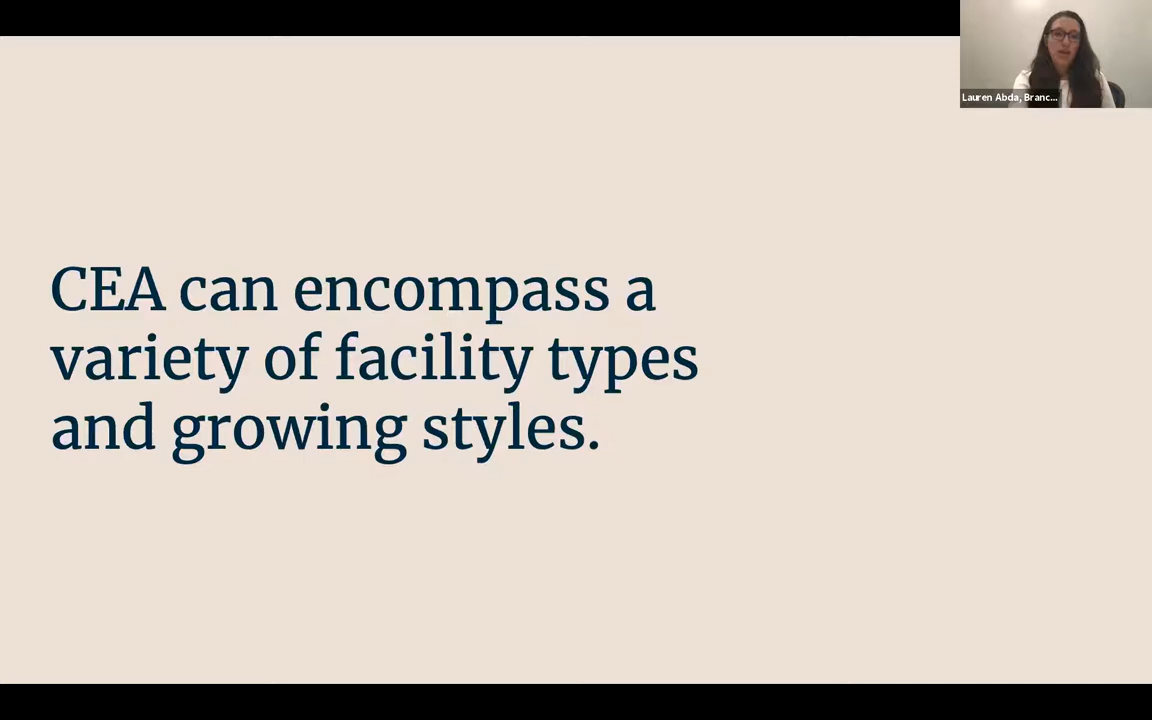 Lauren Abda, Branc...
CEA can encompass a
variety of facility types
and growing styles.